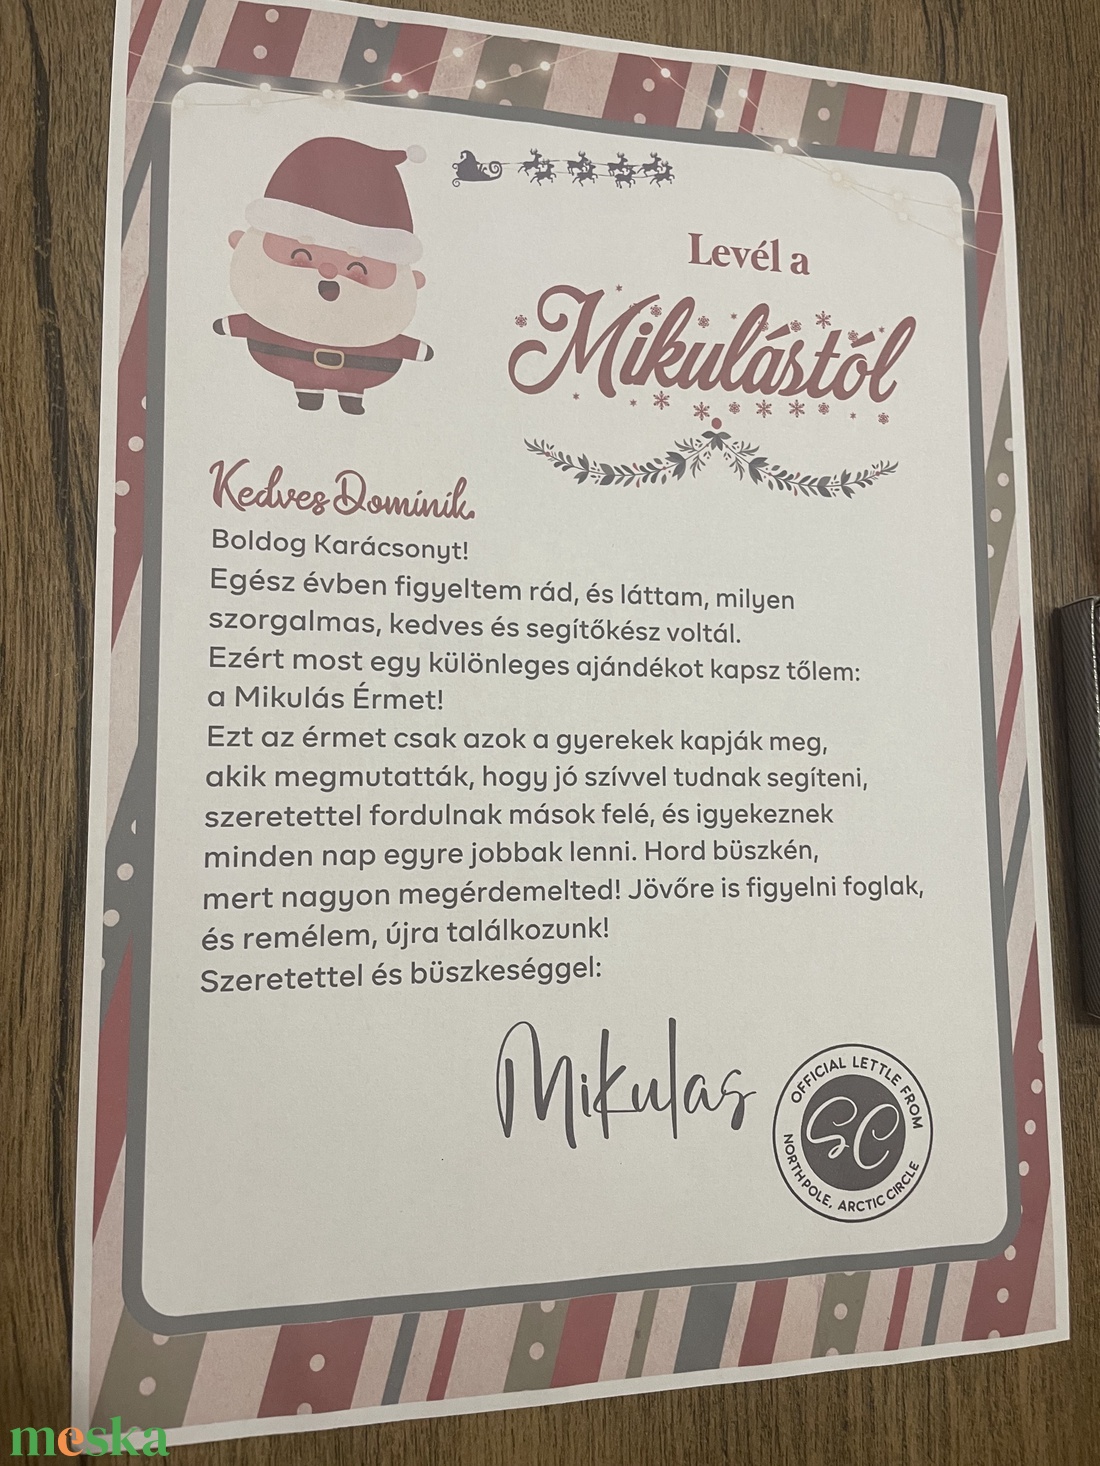 Levél a
Mikulástól
Kedves Dominik,
Boldog Karácsonyt!
Egész évben figyeltem rád, és láttam, milyen
szorgalmas, kedves és segítőkész voltál.
Ezért most egy különleges ajándékot kapsz tőlem:
a Mikulás Érmet!
Ezt az érmet csak azok a gyerekek kapják meg,
akik megmutatták, hogy jó szívvel tudnak segíteni,
szeretettel fordulnak mások felé, és igyekeznek
minden nap egyre jobbak lenni. Hord büszkén,
mert nagyon megérdemelted! Jövőre is figyelni foglak,
és remélem, újra találkozunk!
Szeretettel és büszkeséggel:
Mikulas
OFFICIAL LETTLE FROM
SC
NORTH POLE, ARCTIC CIRCLE
meska